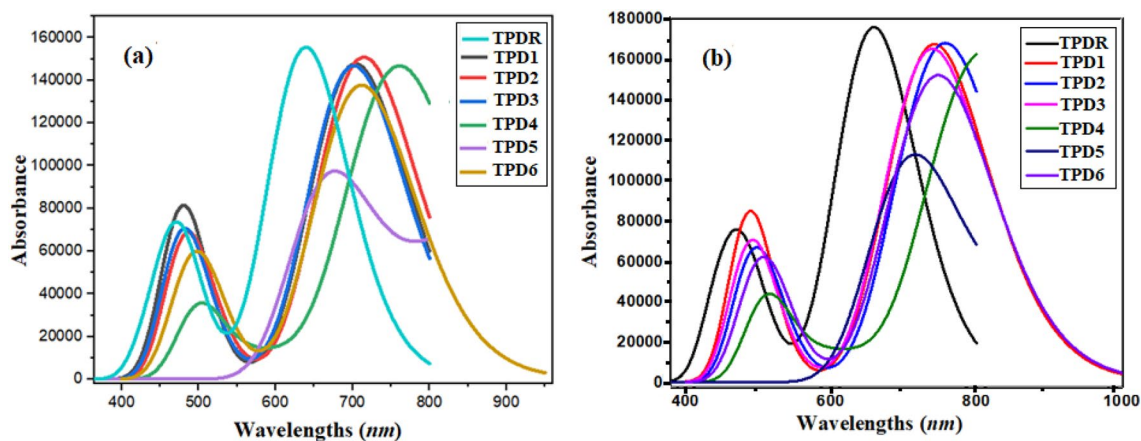 (a)
Absorbance
160000
140000
120000
100000
80000
60000
40000
20000
0
TPDR
TPD1
TPD2
TPD3
TPD4
TPD5
TPD6
400 500 600 700 800 900
Wavelengths (nm)
(b)
Absorbance
180000
160000
140000
120000
100000
80000
60000
40000
20000
0
TPDR
TPD1
TPD2
TPD3
TPD4
TPD5
TPD6
400 600 800 1000
Wavelengths (nm)